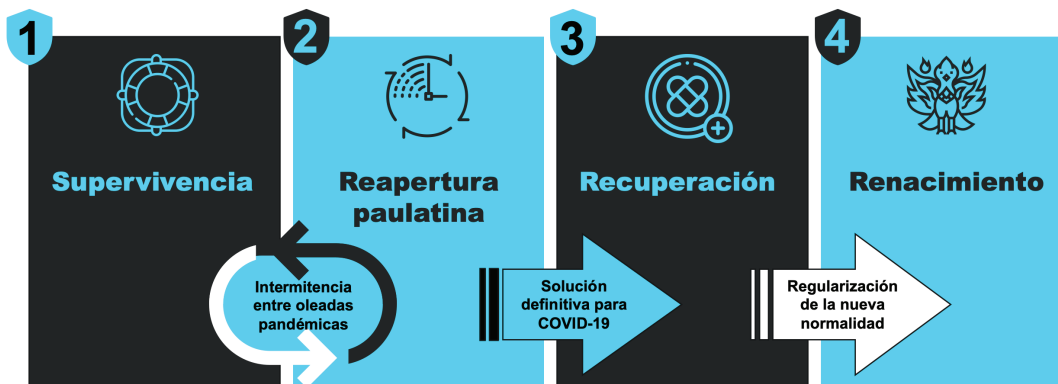 1
2
3
4
Supervivencia
Reapertura
paulatina
Recuperación
Renacimiento
Intermitencia
entre oleadas
pandémicas
Solución
definitiva para
COVID-19
Regularización
de la nueva
normalidad